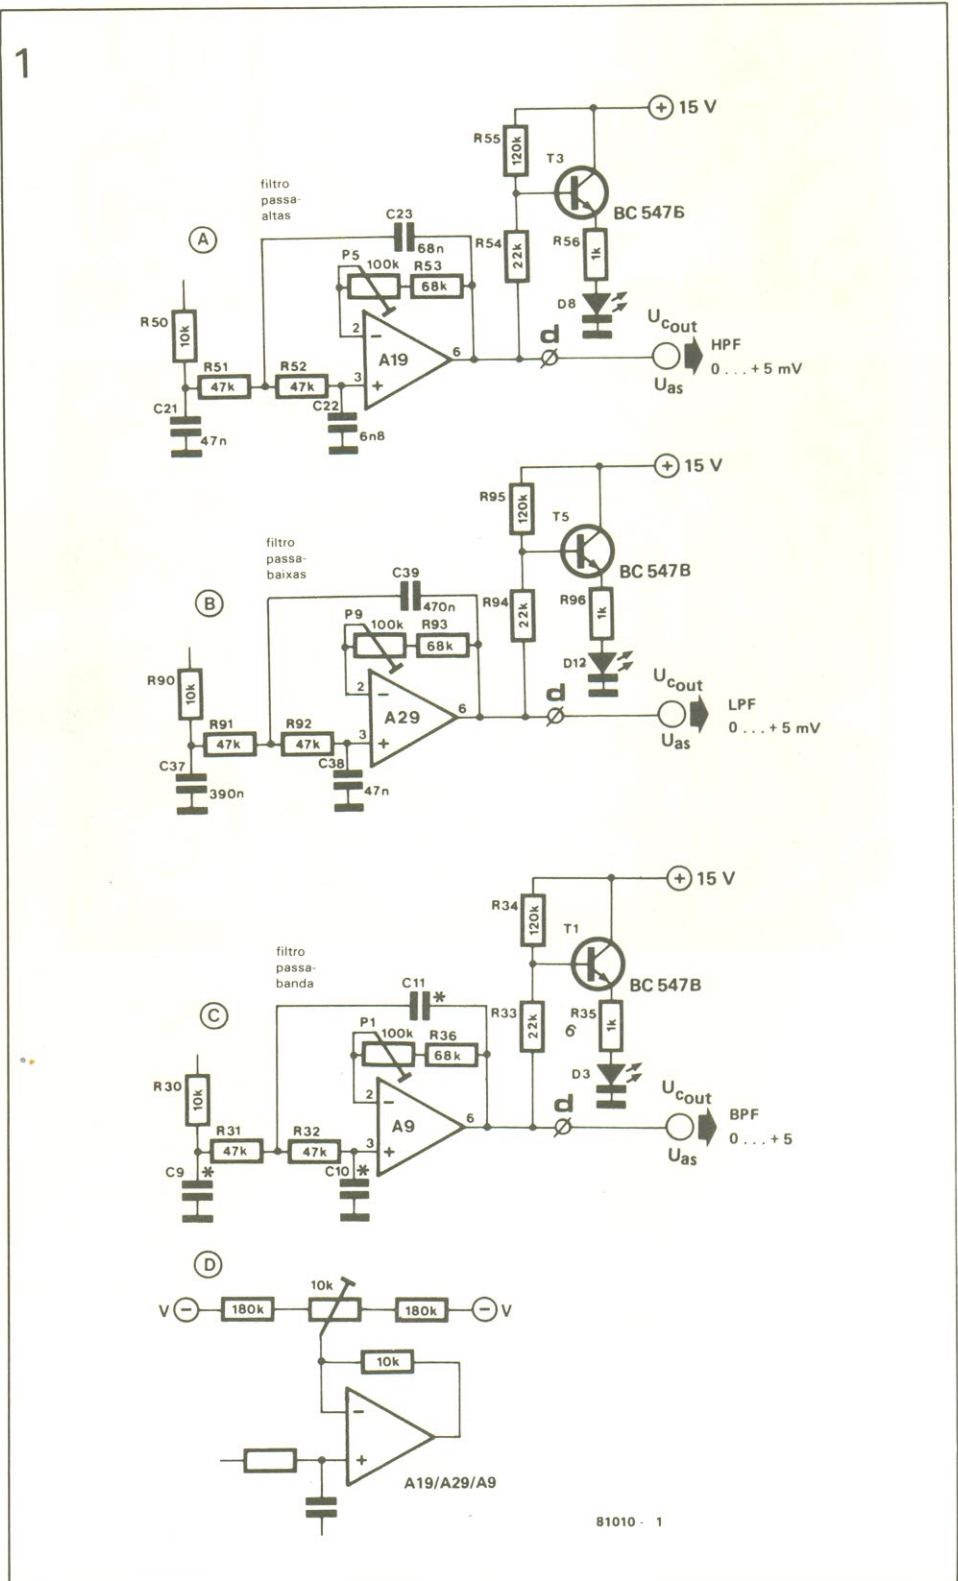 1
+ 15 V
R55
120k
T3
BC 547B
filtro
passa-
altas
C23
68n
A
P5
100k
R53
68k
R54
22k
R56
1k
D8
R50
10k
2
−
A19
6
d
Ucout
HPF
0 . . . + 5 mV
Uas
R51
47k
R52
47k
3
+
C21
47n
C22
6n8
+ 15 V
R95
120k
T5
BC 547B
filtro
passa-
baixas
C39
470n
B
P9
100k
R93
68k
R94
22k
R96
1k
D12
R90
10k
2
−
A29
6
d
Ucout
LPF
0 . . . + 5 mV
Uas
R91
47k
R92
47k
3
+
C37
390n
C38
47n
+ 15 V
R34
120k
T1
BC 547B
filtro
passa-
banda
C11
*
C
P1
100k
R36
68k
R33
22k
R35
6
1k
D3
R30
10k
2
−
A9
6
d
Ucout
BPF
0 . . . + 5
Uas
R31
47k
R32
47k
3
+
C9
*
C10
*
D
10k
V −
180k
180k
− V
10k
−
+
A19/A29/A9
81010 - 1